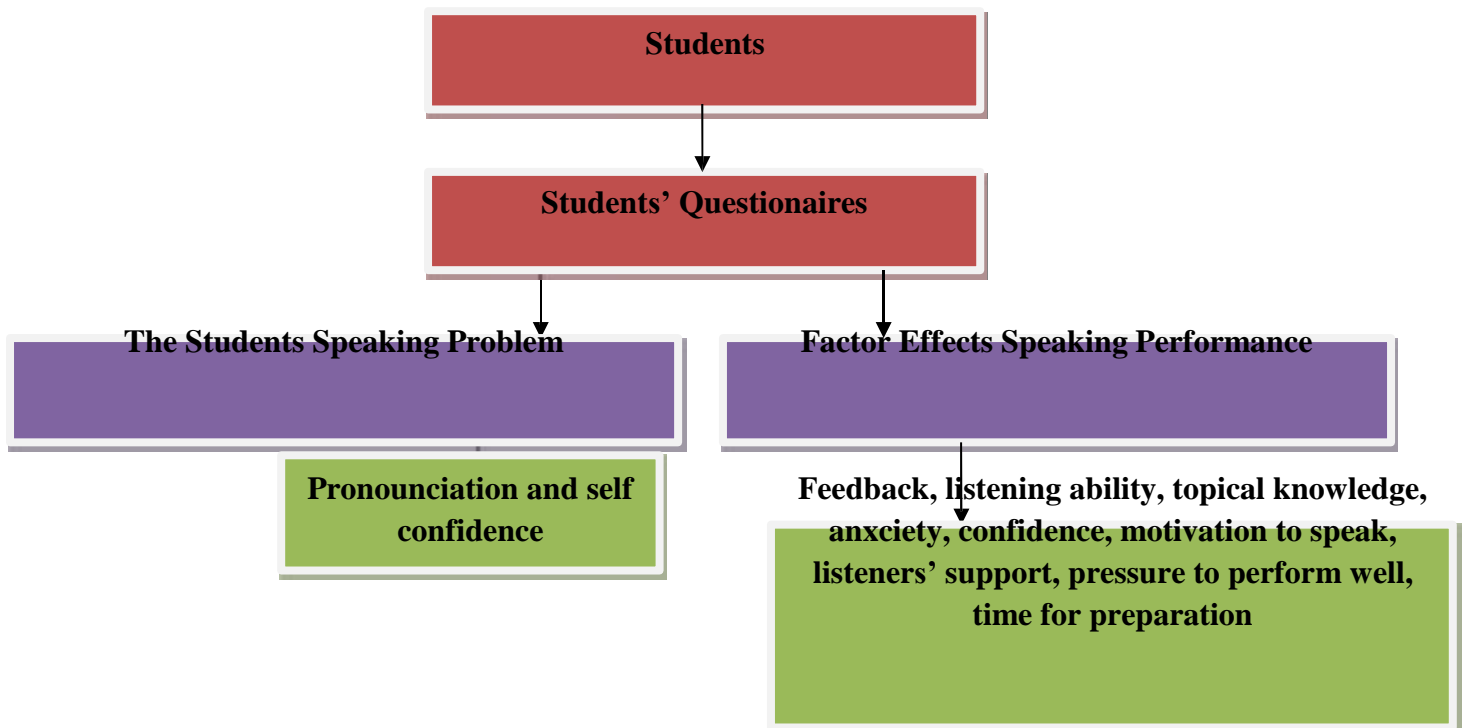 Students
Students’ Questionaires
The Students Speaking Problem
Factor Effects Speaking Performance
Pronounciation and self
confidence
Feedback, listening ability, topical knowledge,
anxciety, confidence, motivation to speak,
listeners’ support, pressure to perform well,
time for preparation